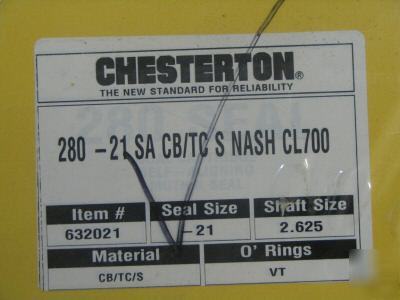 CHESTERTON®
THE NEW STANDARD FOR RELIABILITY
280 -21 SA CB/TC S NASH CL700
Item # Seal Size Shaft Size
632021 -21 2.625
Material O' Rings
CB/TC/S VT